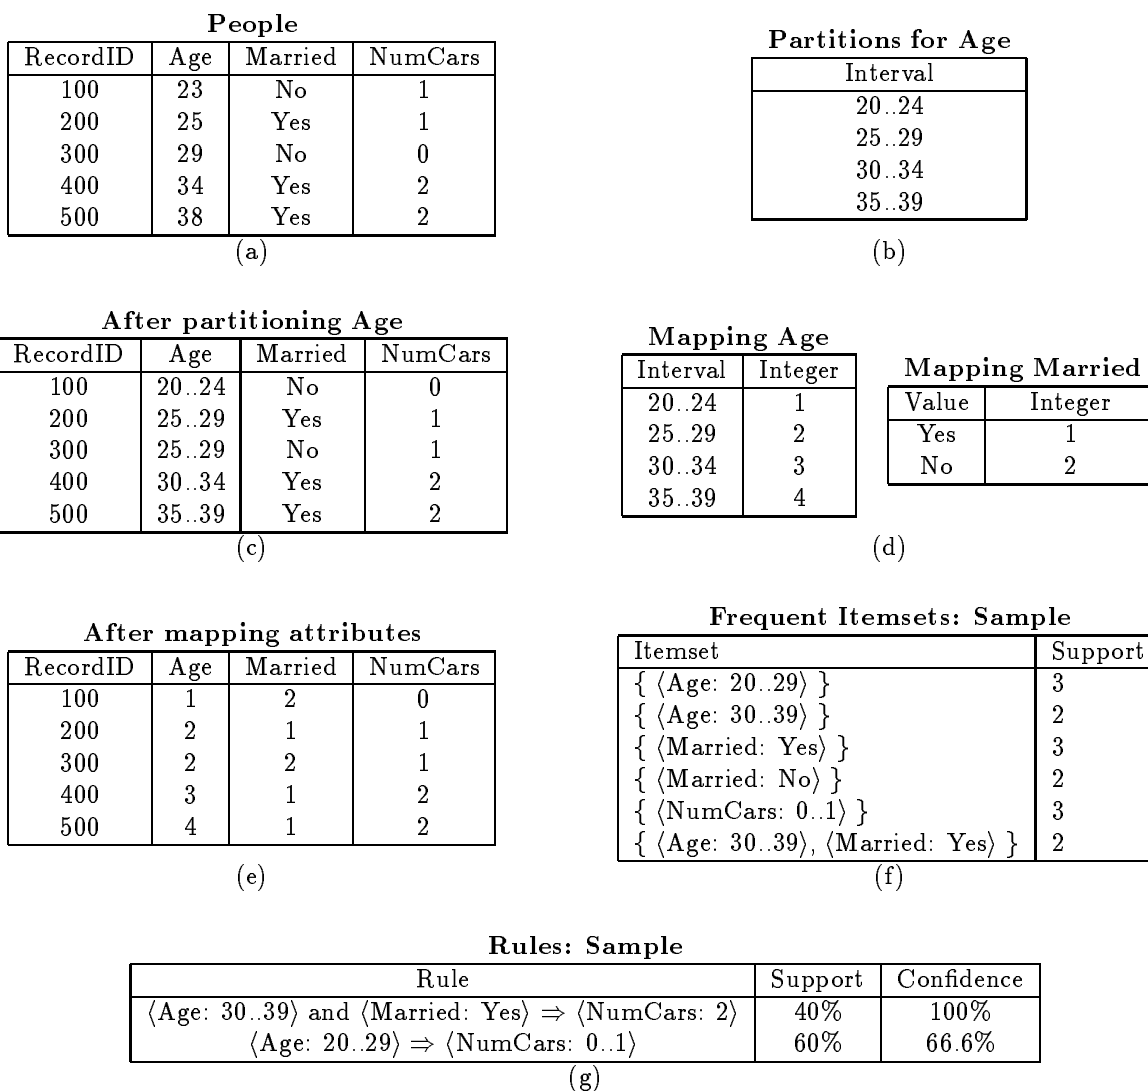 People
RecordID Age Married NumCars
100 23 No 1
200 25 Yes 1
300 29 No 0
400 34 Yes 2
500 38 Yes 2
(a)
Partitions for Age
Interval
20..24
25..29
30..34
35..39
(b)
After partitioning Age
RecordID Age Married NumCars
100 20..24 No 0
200 25..29 Yes 1
300 25..29 No 1
400 30..34 Yes 2
500 35..39 Yes 2
(c)
Mapping Age
Interval Integer
20..24 1
25..29 2
30..34 3
35..39 4
Mapping Married
Value Integer
Yes 1
No 2
(d)
After mapping attributes
RecordID Age Married NumCars
100 1 2 0
200 2 1 1
300 2 2 1
400 3 1 2
500 4 1 2
(e)
Frequent Itemsets: Sample
Itemset Support
{ ⟨Age: 20..29⟩ } 3
{ ⟨Age: 30..39⟩ } 2
{ ⟨Married: Yes⟩ } 3
{ ⟨Married: No⟩ } 2
{ ⟨NumCars: 0..1⟩ } 3
{ ⟨Age: 30..39⟩, ⟨Married: Yes⟩ } 2
(f)
Rules: Sample
Rule Support Confidence
⟨Age: 30..39⟩ and ⟨Married: Yes⟩ ⇒ ⟨NumCars: 2⟩ 40% 100%
⟨Age: 20..29⟩ ⇒ ⟨NumCars: 0..1⟩ 60% 66.6%
(g)